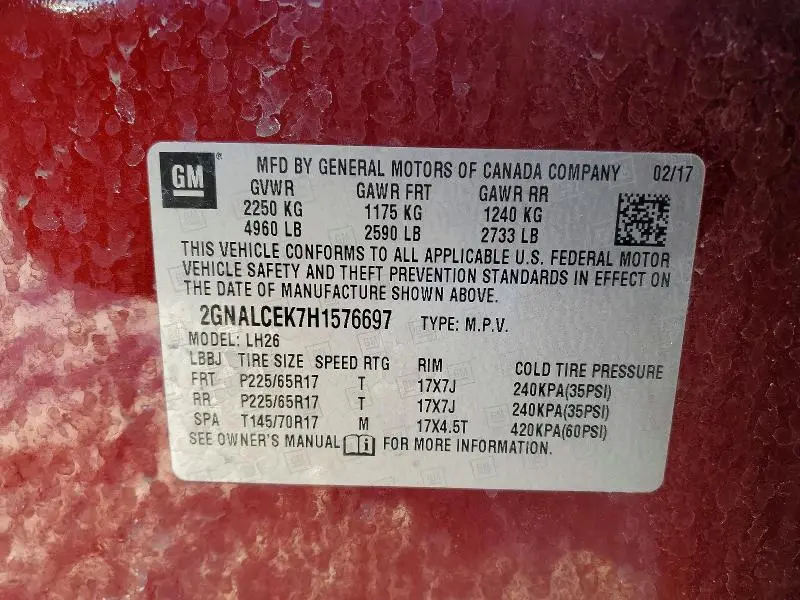 GM® MFD BY GENERAL MOTORS OF CANADA COMPANY 02/17
GVWR GAWR FRT GAWR RR
2250 KG 1175 KG 1240 KG
4960 LB 2590 LB 2733 LB
THIS VEHICLE CONFORMS TO ALL APPLICABLE U.S. FEDERAL MOTOR
VEHICLE SAFETY AND THEFT PREVENTION STANDARDS IN EFFECT ON
THE DATE OF MANUFACTURE SHOWN ABOVE.
2GNALCEK7H1576697 TYPE: M.P.V.
MODEL: LH26
LBBJ TIRE SIZE SPEED RTG RIM COLD TIRE PRESSURE
FRT P225/65R17 T 17X7J 240KPA(35PSI)
RR P225/65R17 T 17X7J 240KPA(35PSI)
SPA T145/70R17 M 17X4.5T 420KPA(60PSI)
SEE OWNER'S MANUAL FOR MORE INFORMATION.